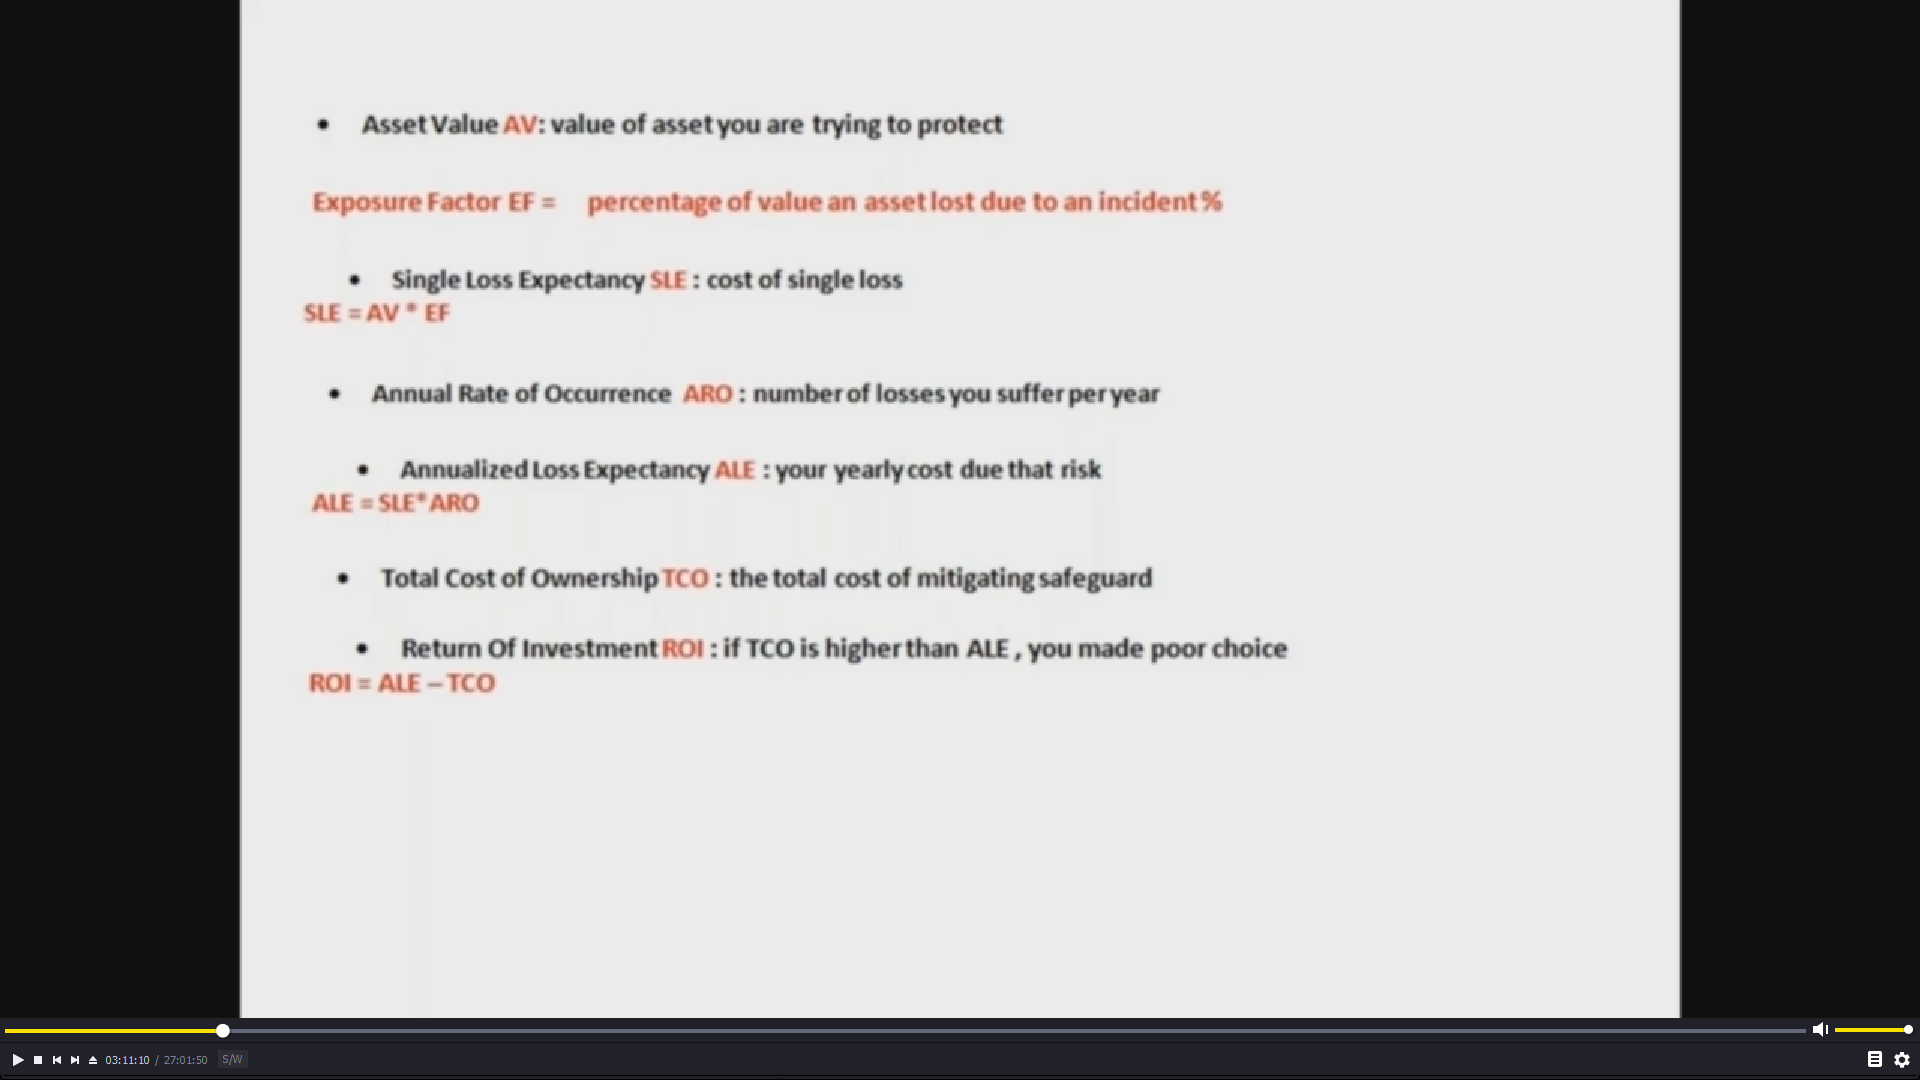 • Asset Value AV: value of asset you are trying to protect
Exposure Factor EF = percentage of value an asset lost due to an incident %
• Single Loss Expectancy SLE : cost of single loss
SLE = AV * EF
• Annual Rate of Occurrence ARO : number of losses you suffer per year
• Annualized Loss Expectancy ALE : your yearly cost due that risk
ALE = SLE* ARO
• Total Cost of Ownership TCO : the total cost of mitigating safeguard
• Return Of Investment ROI : if TCO is higher than ALE , you made poor choice
ROI = ALE – TCO
03:11:10 / 27:01:50 S/W